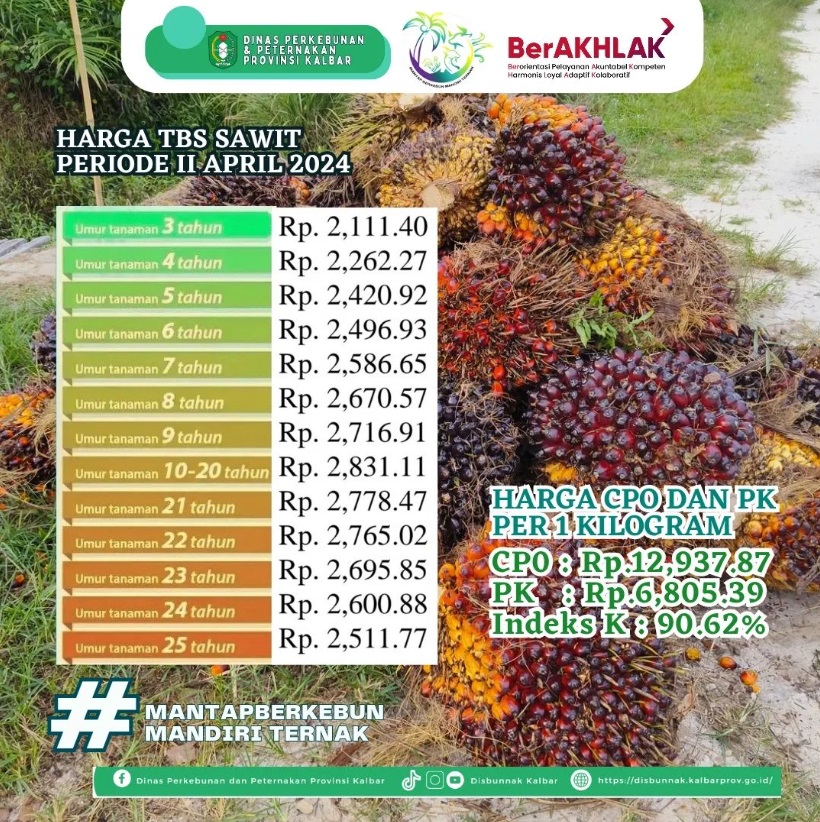 DINAS PERKEBUNAN
& PETERNAKAN
PROVINSI KALBAR
BerAKHLAK
Berorientasi Pelayanan Akuntabel Kompeten
Harmonis Loyal Adaptif Kolaboratif
HARGA TBS SAWIT
PERIODE II APRIL 2024
Umur tanaman 3 tahun Rp. 2,111.40
Umur tanaman 4 tahun Rp. 2,262.27
Umur tanaman 5 tahun Rp. 2,420.92
Umur tanaman 6 tahun Rp. 2,496.93
Umur tanaman 7 tahun Rp. 2,586.65
Umur tanaman 8 tahun Rp. 2,670.57
Umur tanaman 9 tahun Rp. 2,716.91
Umur tanaman 10-20 tahun Rp. 2,831.11
Umur tanaman 21 tahun Rp. 2,778.47
Umur tanaman 22 tahun Rp. 2,765.02
Umur tanaman 23 tahun Rp. 2,695.85
Umur tanaman 24 tahun Rp. 2,600.88
Umur tanaman 25 tahun Rp. 2,511.77
HARGA CPO DAN PK
PER 1 KILOGRAM
CPO : Rp.12,937.87
PK : Rp.6,805.39
Indeks K : 90.62%
#MANTAPBERKEBUN
MANDIRI TERNAK
Dinas Perkebunan dan Peternakan Provinsi Kalbar Disbunnak Kalbar https://disbunnak.kalbarprov.go.id/